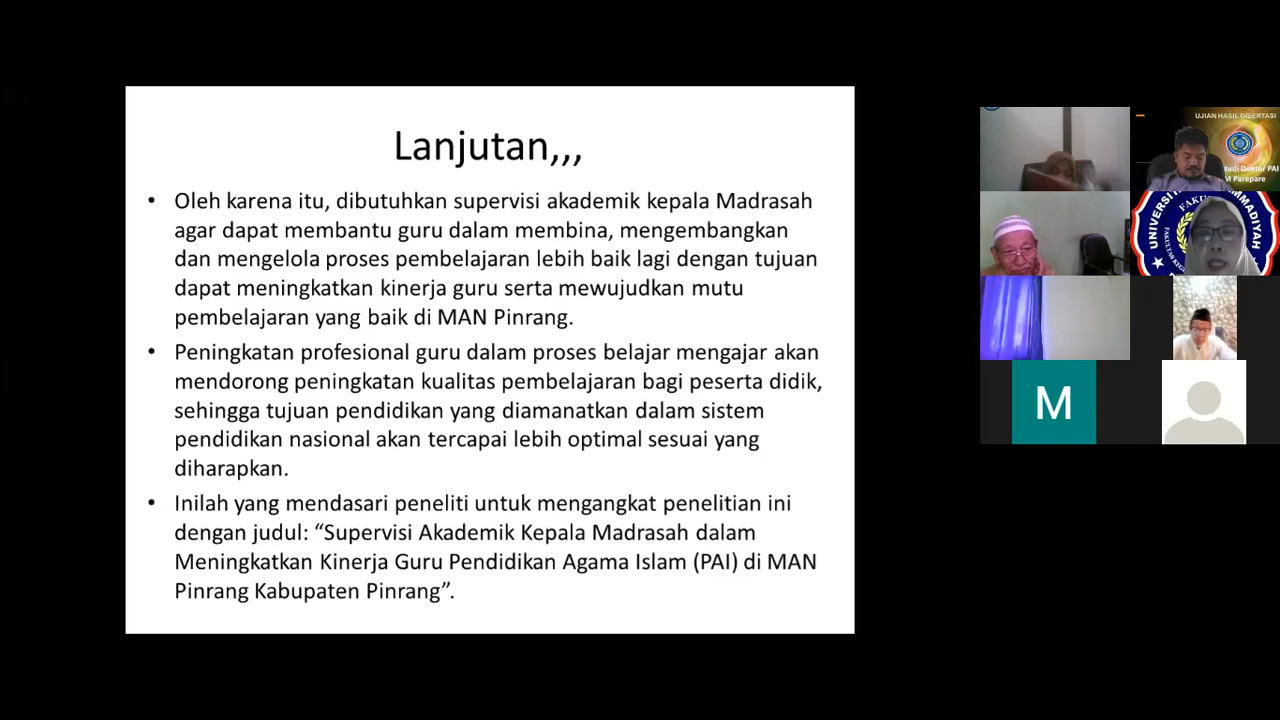 Lanjutan,,,
• Oleh karena itu, dibutuhkan supervisi akademik kepala Madrasah
agar dapat membantu guru dalam membina, mengembangkan
dan mengelola proses pembelajaran lebih baik lagi dengan tujuan
dapat meningkatkan kinerja guru serta mewujudkan mutu
pembelajaran yang baik di MAN Pinrang.
• Peningkatan profesional guru dalam proses belajar mengajar akan
mendorong peningkatan kualitas pembelajaran bagi peserta didik,
sehingga tujuan pendidikan yang diamanatkan dalam sistem
pendidikan nasional akan tercapai lebih optimal sesuai yang
diharapkan.
• Inilah yang mendasari peneliti untuk mengangkat penelitian ini
dengan judul: “Supervisi Akademik Kepala Madrasah dalam
Meningkatkan Kinerja Guru Pendidikan Agama Islam (PAI) di MAN
Pinrang Kabupaten Pinrang”.
UJIAN HASIL DISERTASI
tudi Doktor PAI
M Parepare
M